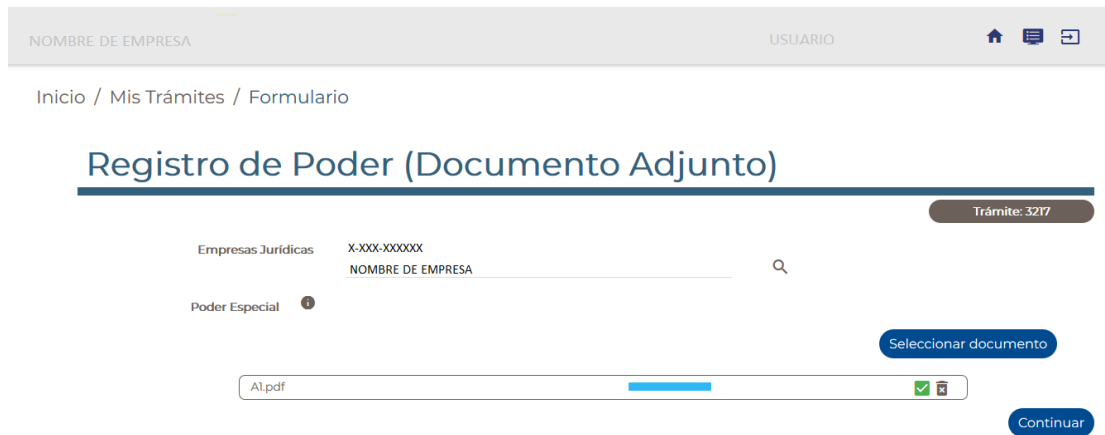 NOMBRE DE EMPRESA USUARIO
Inicio / Mis Trámites / Formulario
Registro de Poder (Documento Adjunto)
Trámite: 3217
Empresas Jurídicas X-XXX-XXXXXX
NOMBRE DE EMPRESA
Poder Especial
Seleccionar documento
A1.pdf
Continuar